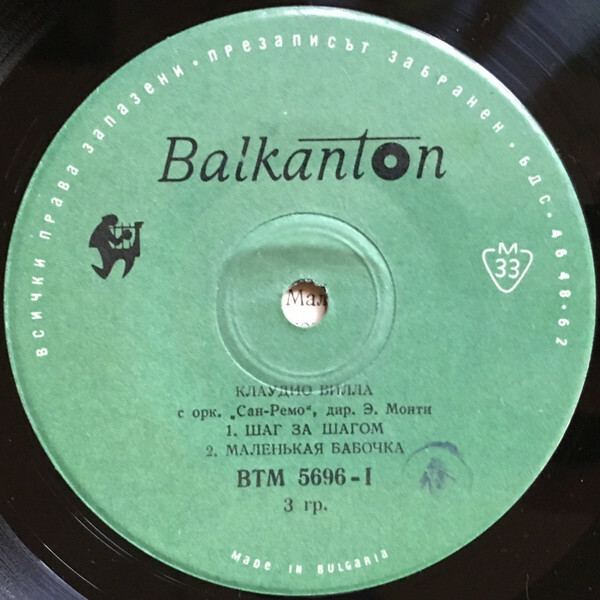 ВСИЧКИ ПРАВА ЗАПАЗЕНИ · ПРЕЗАПИСЪТ ЗАБРАНЕН · БДС · 4648-62
Balkanton
M
33
Мал
КЛАУДИО ВИЛЛА
с орк. „Сан-Ремо“, дир. Э. Монти
1. ШАГ ЗА ШАГОМ
2. МАЛЕНЬКАЯ БАБОЧКА
ВТМ 5696-I
3 гр.
MADE IN BULGARIA